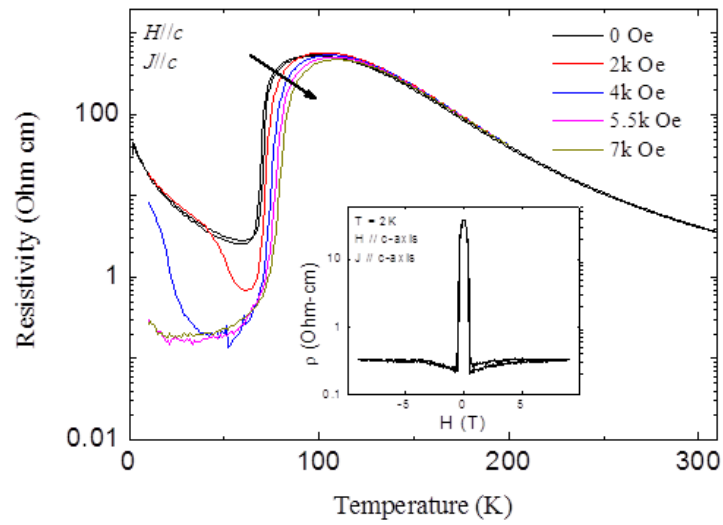 H//c
J//c
0 Oe
2k Oe
4k Oe
5.5k Oe
7k Oe
Resistivity (Ohm cm)
100
1
0.01
0
100
200
300
Temperature (K)
T = 2K
H // c-axis
J // c-axis
ρ (Ohm-cm)
10
1
0.1
-5
0
5
H (T)